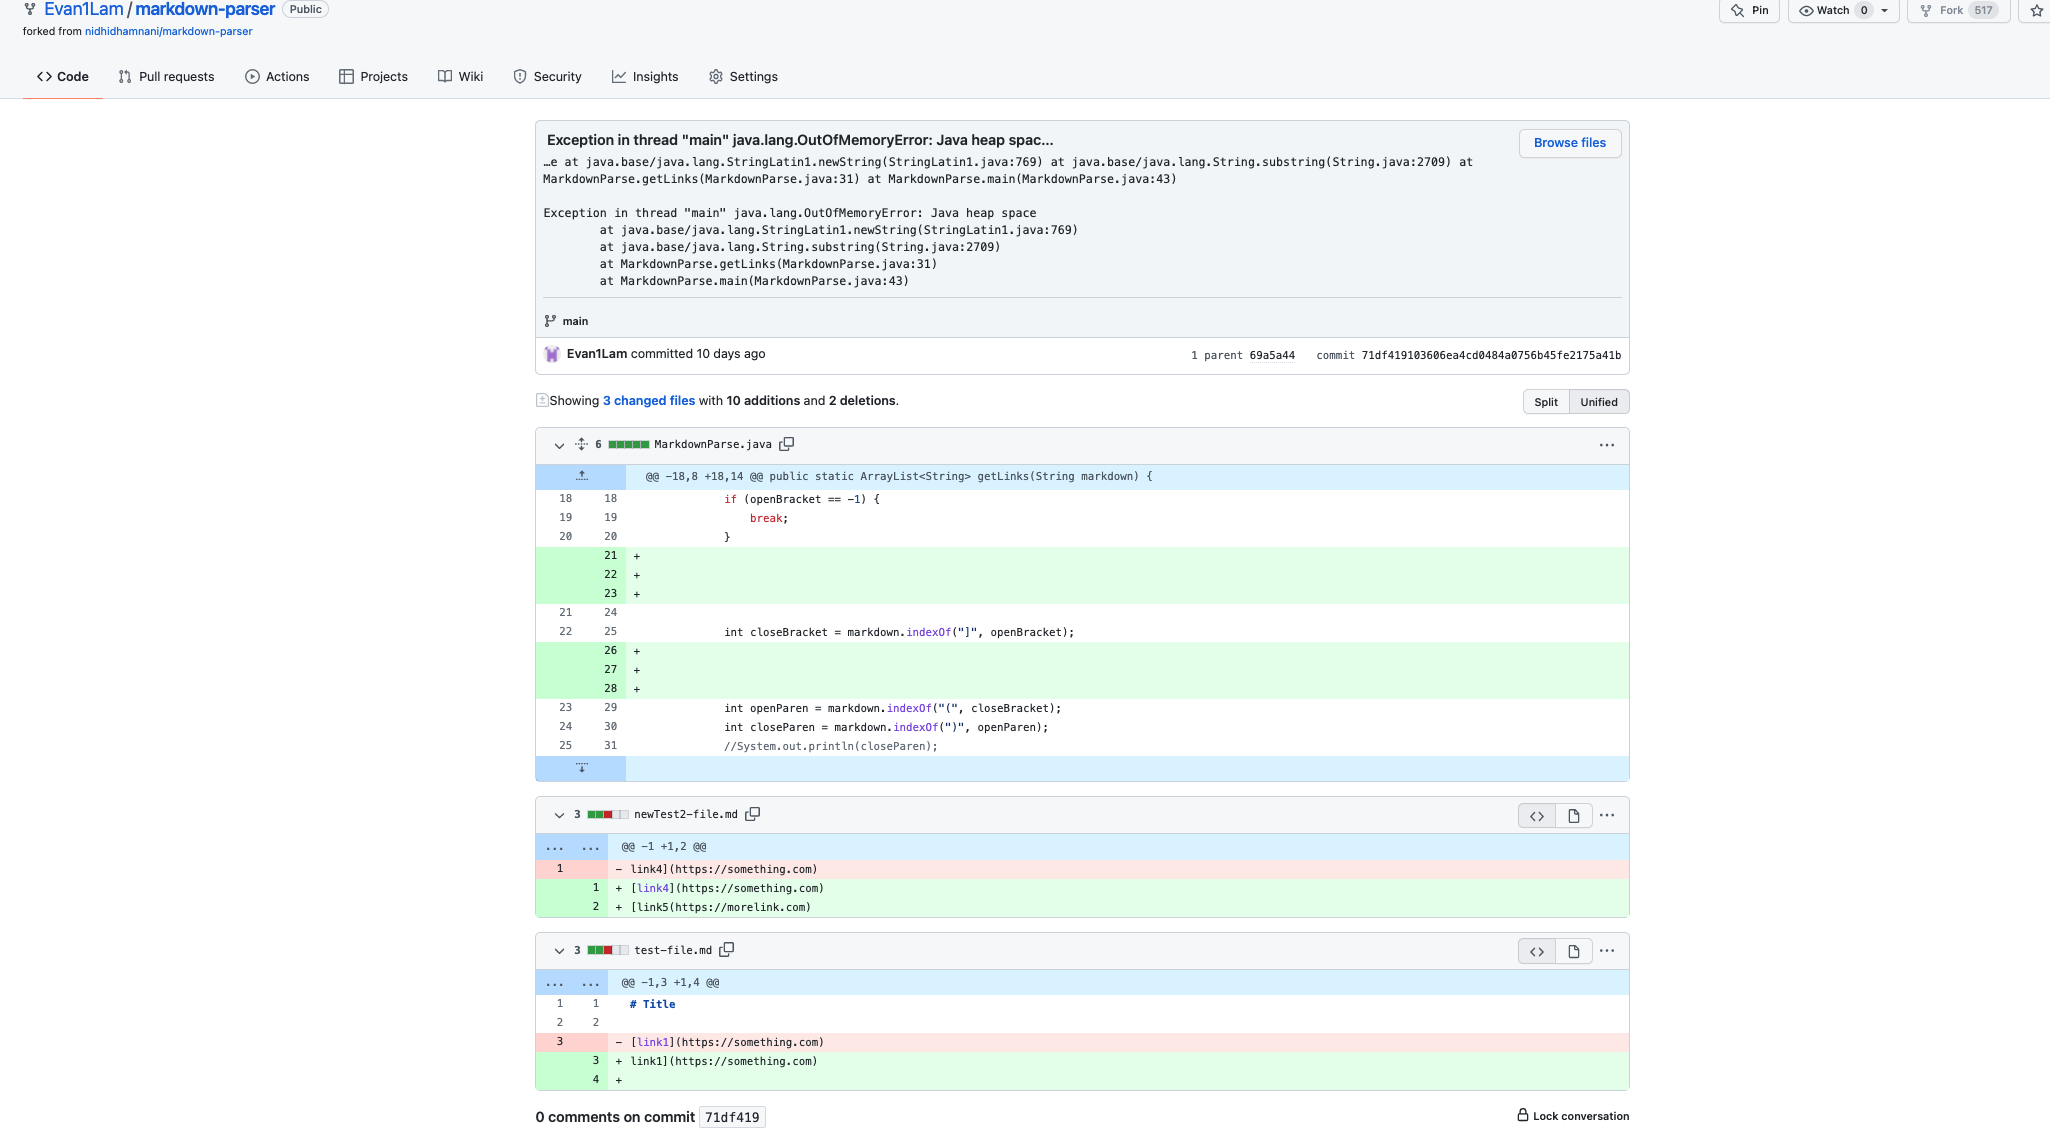 Evan1Lam / markdown-parser Public
Pin
Watch 0
Fork 517
forked from nidhidhamnani/markdown-parser
Code
Pull requests
Actions
Projects
Wiki
Security
Insights
Settings
Exception in thread "main" java.lang.OutOfMemoryError: Java heap spac...
Browse files
…e at java.base/java.lang.StringLatin1.newString(StringLatin1.java:769) at java.base/java.lang.String.substring(String.java:2709) at
MarkdownParse.getLinks(MarkdownParse.java:31) at MarkdownParse.main(MarkdownParse.java:43)
Exception in thread "main" java.lang.OutOfMemoryError: Java heap space
at java.base/java.lang.StringLatin1.newString(StringLatin1.java:769)
at java.base/java.lang.String.substring(String.java:2709)
at MarkdownParse.getLinks(MarkdownParse.java:31)
at MarkdownParse.main(MarkdownParse.java:43)
main
Evan1Lam committed 10 days ago
1 parent 69a5a44 commit 71df419103606ea4cd0484a0756b45fe2175a41b
Showing 3 changed files with 10 additions and 2 deletions.
Split Unified
6 MarkdownParse.java
@@ -18,8 +18,14 @@ public static ArrayList<String> getLinks(String markdown) {
18 18 if (openBracket == -1) {
19 19 break;
20 20 }
21 +
22 +
23 +
21 24
22 25 int closeBracket = markdown.indexOf("]", openBracket);
26 +
27 +
28 +
23 29 int openParen = markdown.indexOf("(", closeBracket);
24 30 int closeParen = markdown.indexOf(")", openParen);
25 31 //System.out.println(closeParen);
3 newTest2-file.md
... ... @@ -1 +1,2 @@
1 - link4](https://something.com)
1 + [link4](https://something.com)
2 + [link5(https://morelink.com)
3 test-file.md
... ... @@ -1,3 +1,4 @@
1 1 # Title
2 2
3 - [link1](https://something.com)
3 + link1](https://something.com)
4 +
0 comments on commit 71df419
Lock conversation